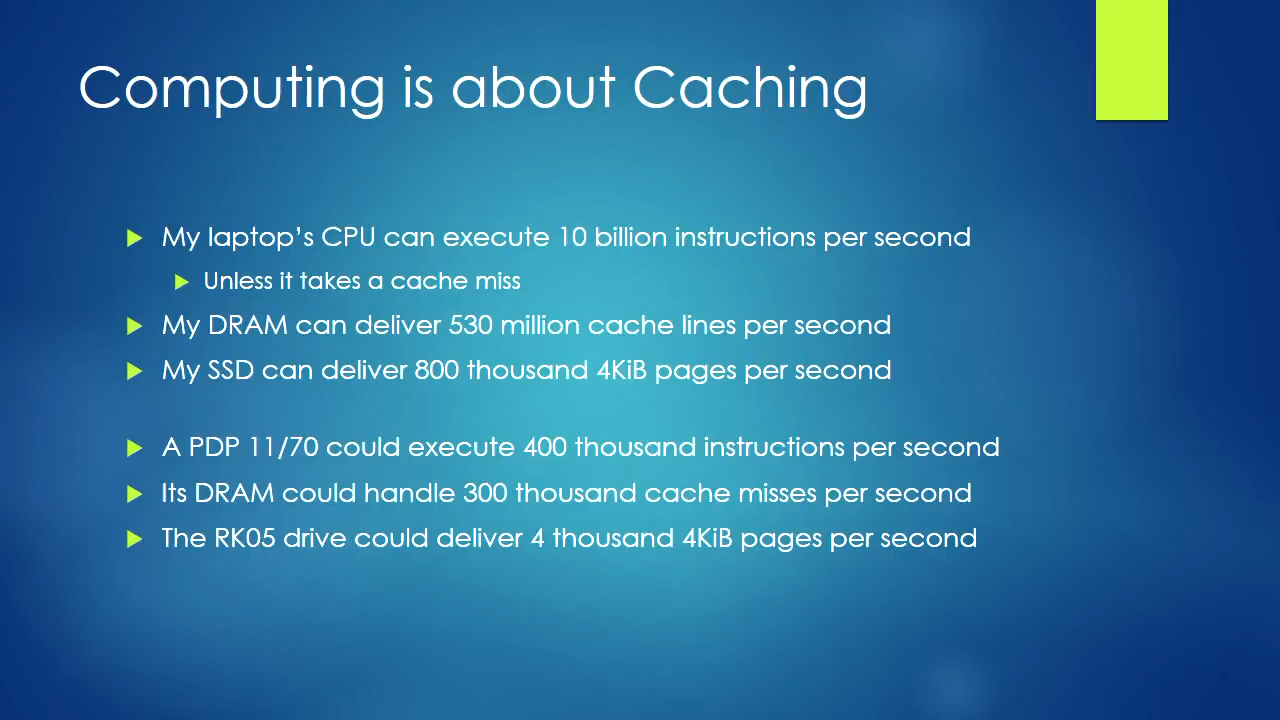 Computing is about Caching
My laptop’s CPU can execute 10 billion instructions per second
Unless it takes a cache miss
My DRAM can deliver 530 million cache lines per second
My SSD can deliver 800 thousand 4KiB pages per second
A PDP 11/70 could execute 400 thousand instructions per second
Its DRAM could handle 300 thousand cache misses per second
The RK05 drive could deliver 4 thousand 4KiB pages per second